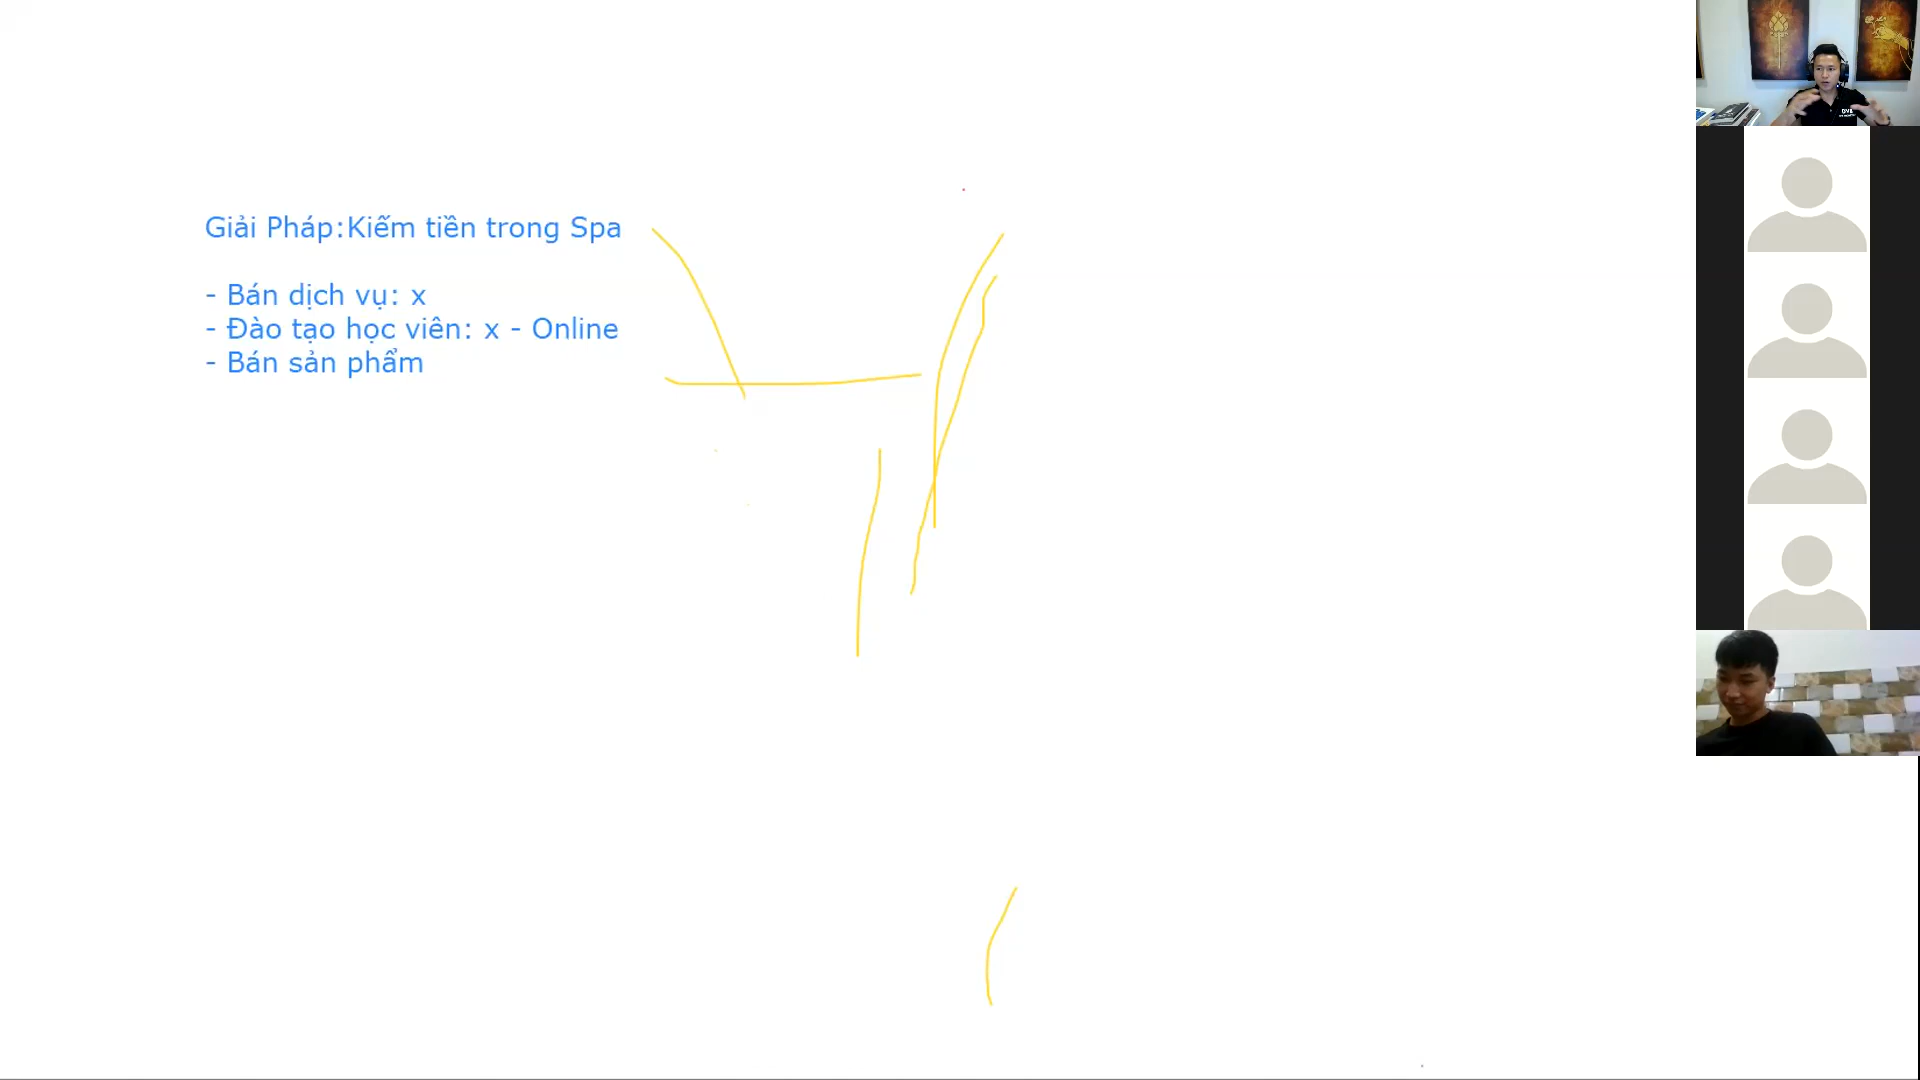 Giải Pháp:Kiếm tiền trong Spa
- Bán dịch vụ: x
- Đào tạo học viên: x - Online
- Bán sản phẩm